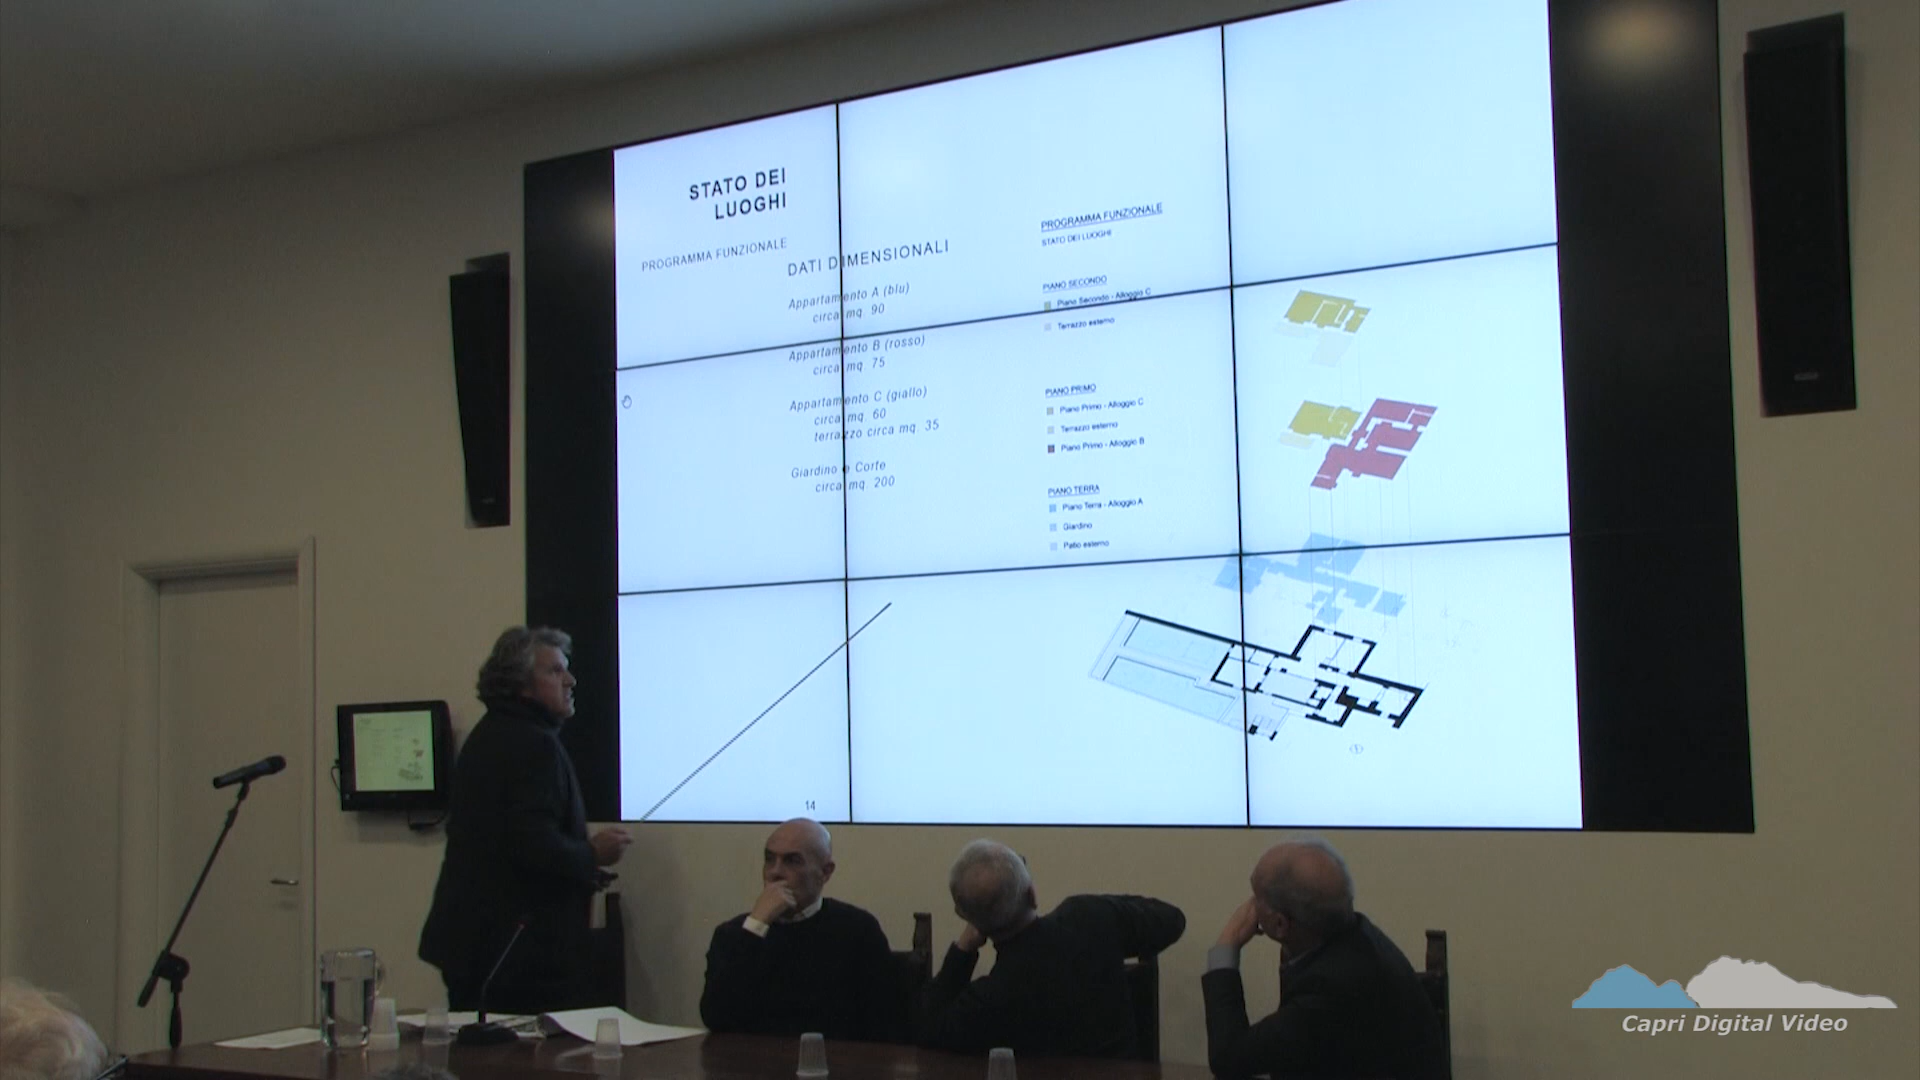 STATO DEI
LUOGHI
PROGRAMMA FUNZIONALE
DATI DIMENSIONALI
Appartamento A (blu)
circa mq. 90
Appartamento B (rosso)
circa mq. 75
Appartamento C (giallo)
circa mq. 60
terrazzo circa mq. 35
Giardino e Corte
circa mq. 200
14
PROGRAMMA FUNZIONALE
STATO DEI LUOGHI
PIANO SECONDO
Piano Secondo - Alloggio C
Terrazzo esterno
PIANO PRIMO
Piano Primo - Alloggio C
Terrazzo esterno
Piano Primo - Alloggio B
PIANO TERRA
Piano Terra - Alloggio A
Giardino
Patio esterno
Capri Digital Video